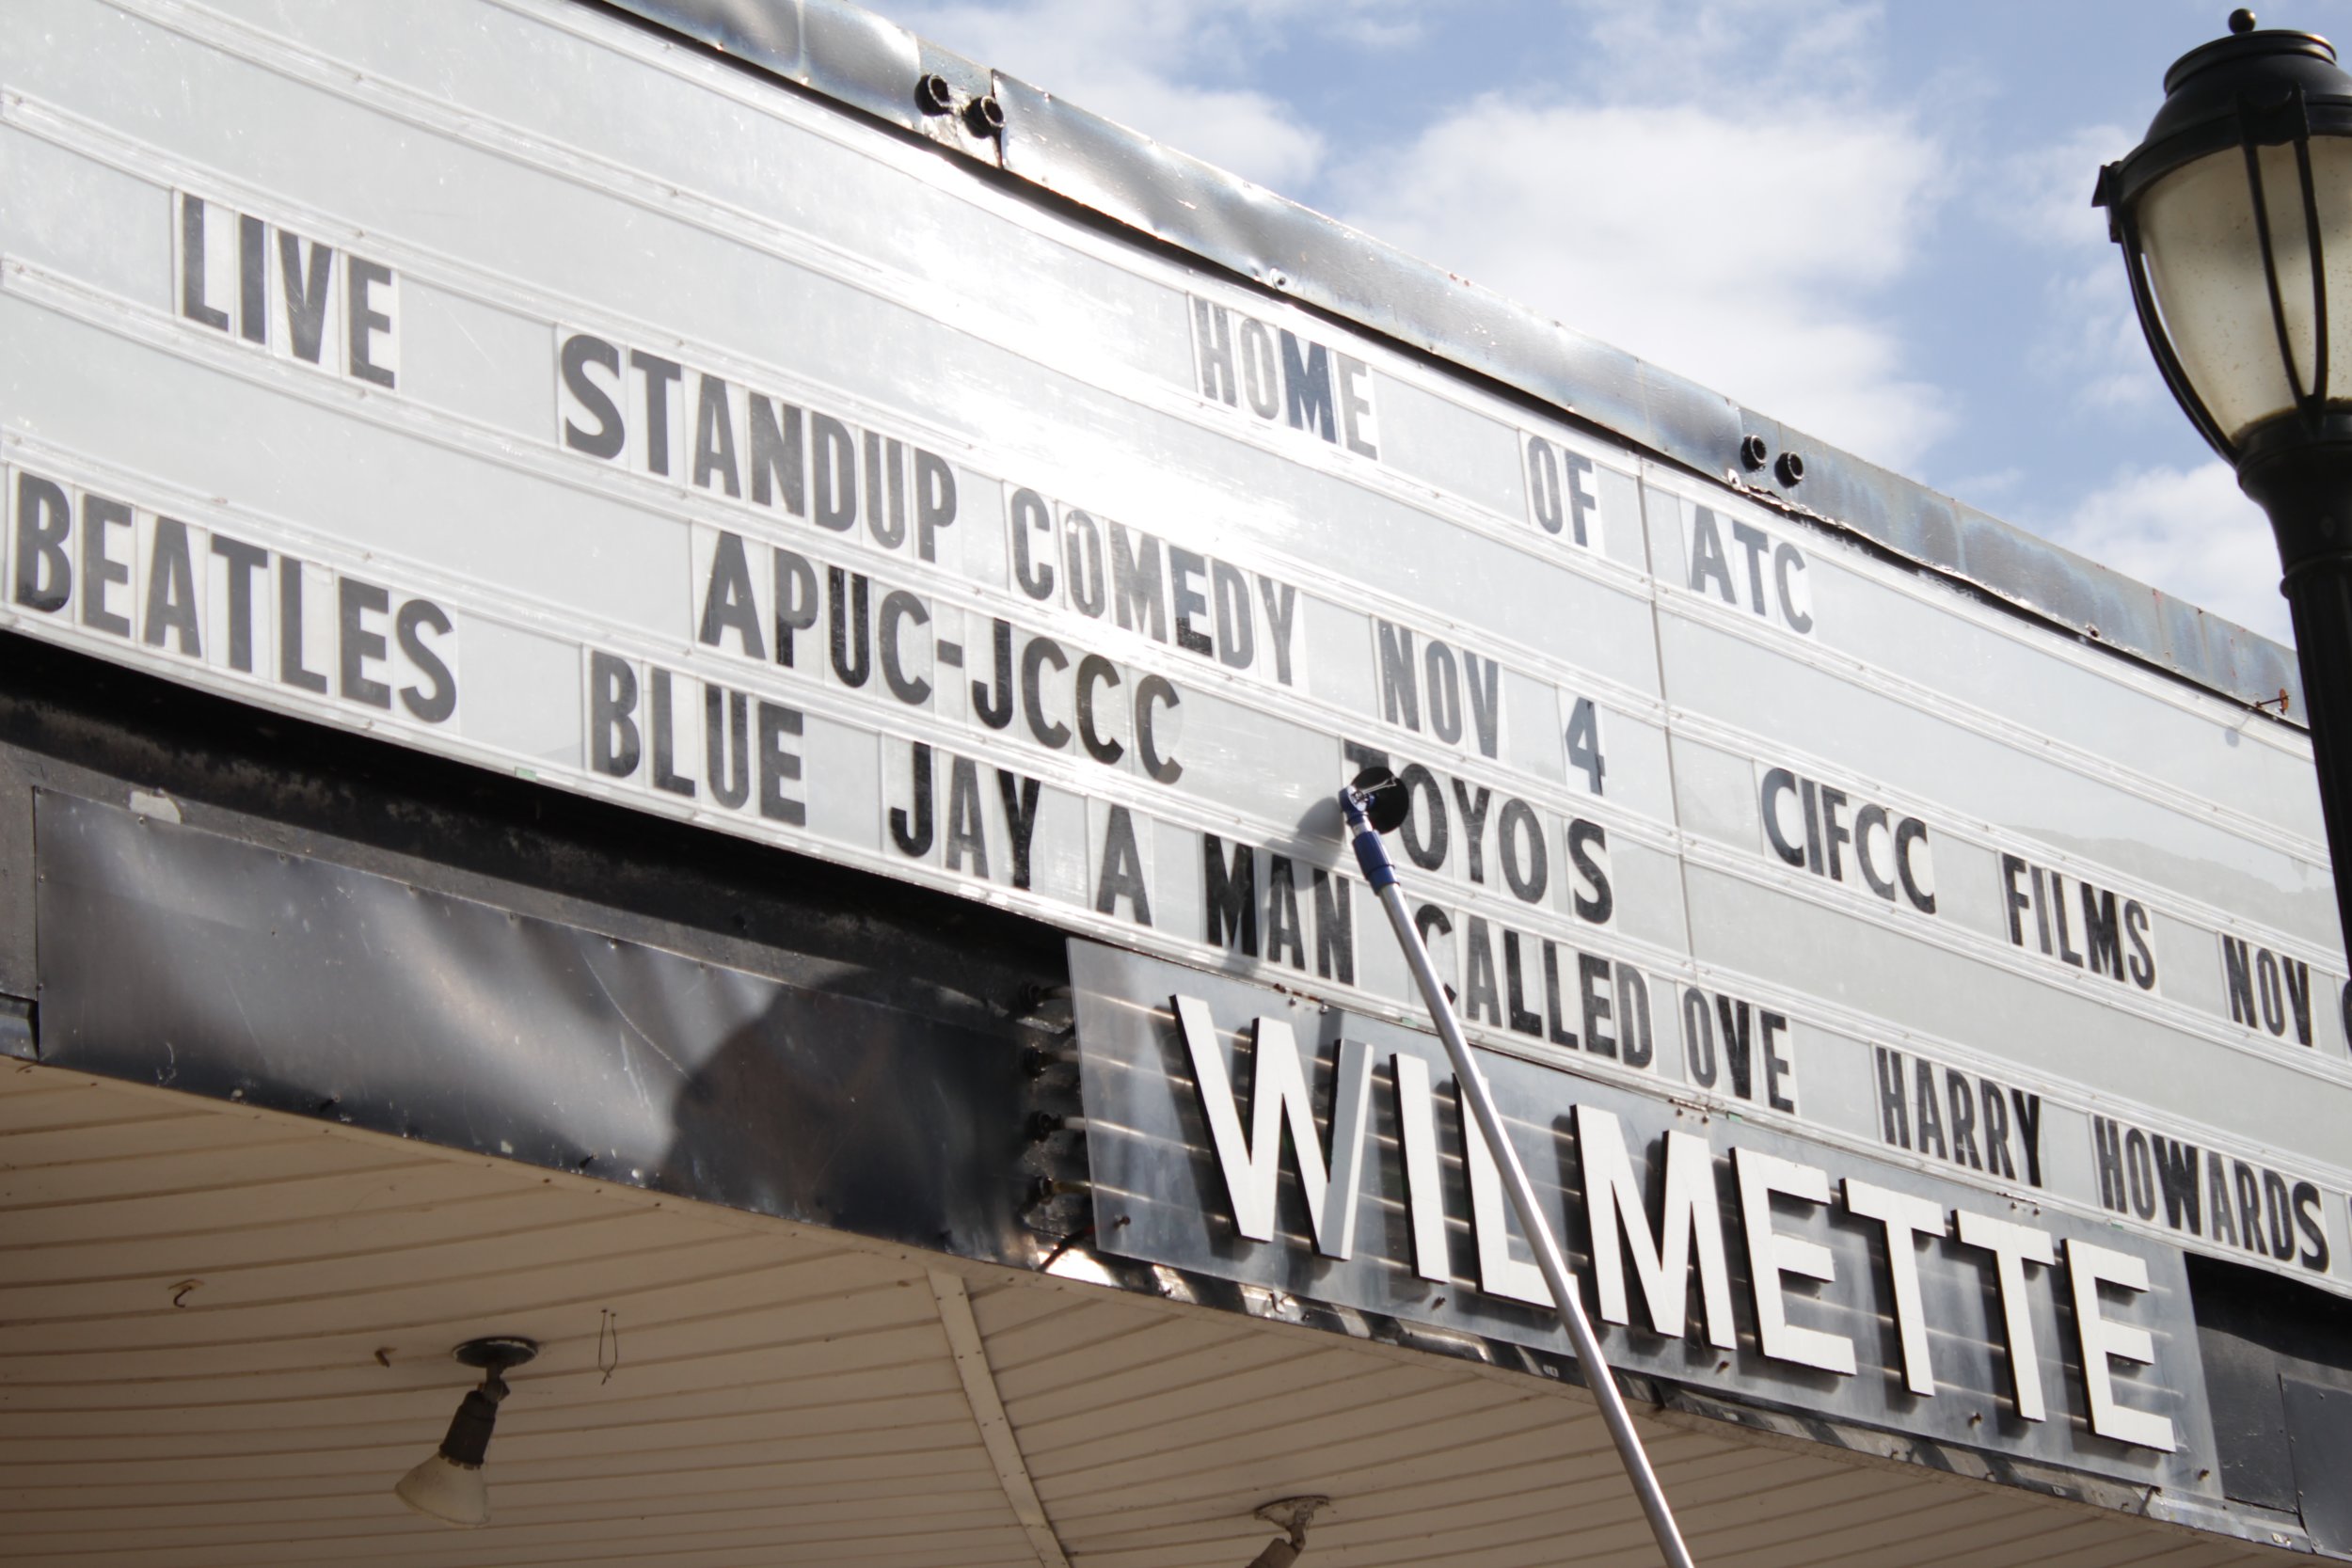 HOME OF ATC
LIVE STANDUP COMEDY NOV 4 CIFCC FILMS NOV
APUC-JCCC TOYO S
BEATLES BLUE JAY A MAN CALLED OVE HARRY HOWARDS
WILMETTE